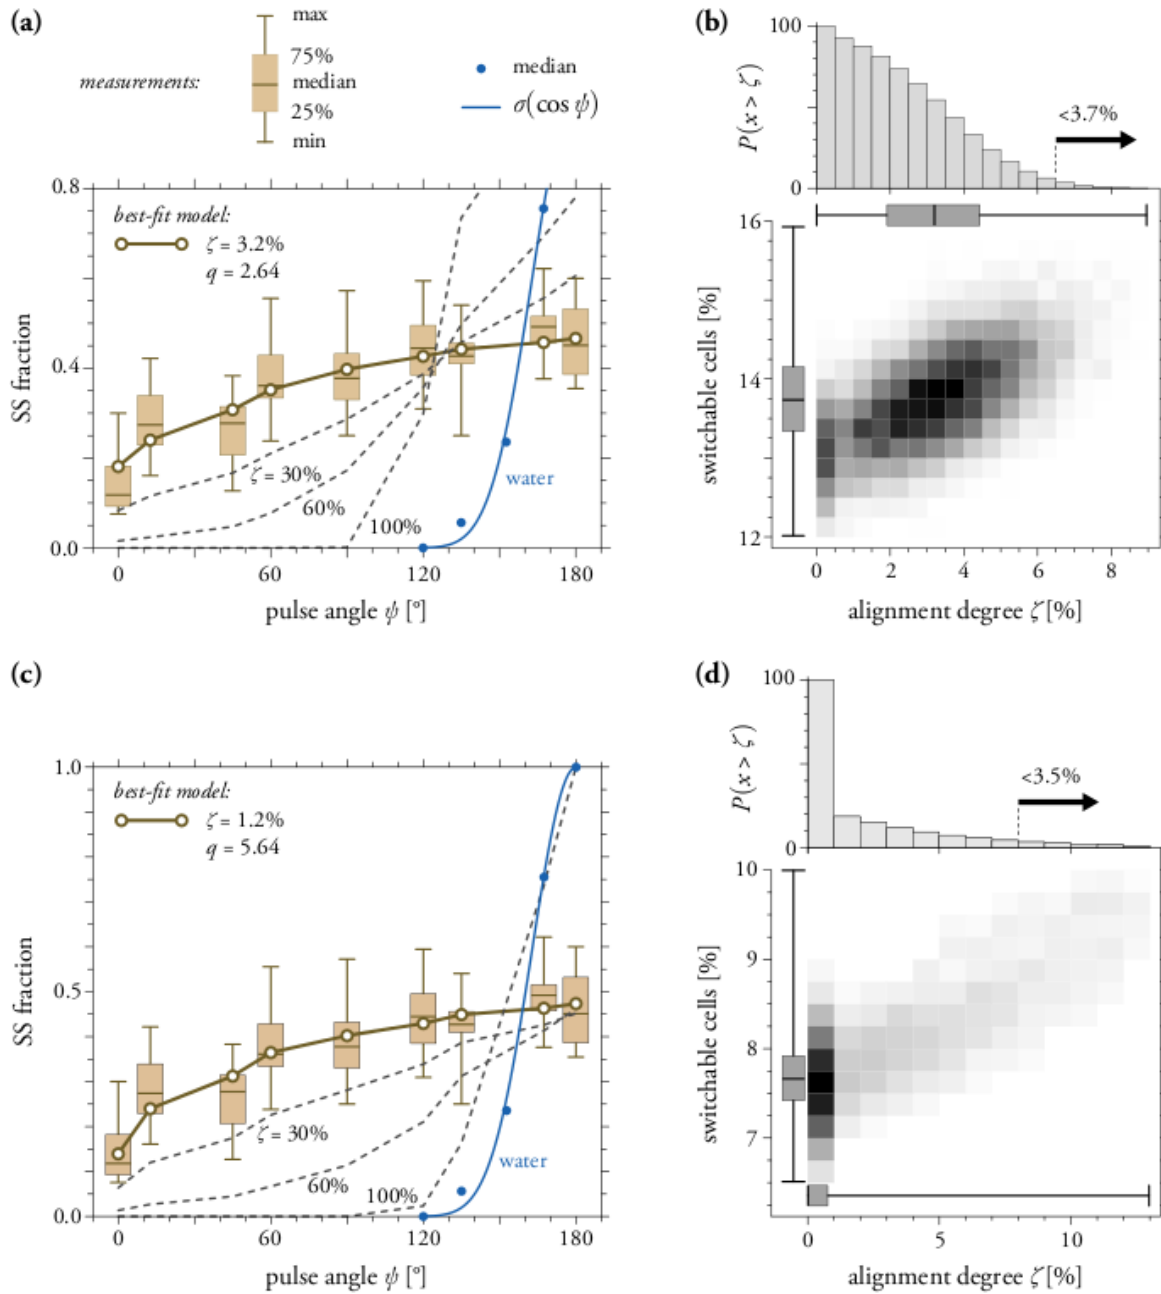 (a)
max
75%
measurements:
median
25%
min
median
σ(cos ψ)
0.8
best-fit model:
ζ = 3.2%
q = 2.64
SS fraction
0.4
ζ = 30%
60%
100%
water
0.0
0
60
120
180
pulse angle ψ [°]
(b)
100
P(x > ζ)
<3.7%
0
16
switchable cells [%]
14
12
0
2
4
6
8
alignment degree ζ [%]
(c)
1.0
best-fit model:
ζ = 1.2%
q = 5.64
SS fraction
0.5
ζ = 30%
60%
100%
water
0.0
0
60
120
180
pulse angle ψ [°]
(d)
100
P(x > ζ)
<3.5%
0
10
9
switchable cells [%]
8
7
0
5
10
alignment degree ζ [%]